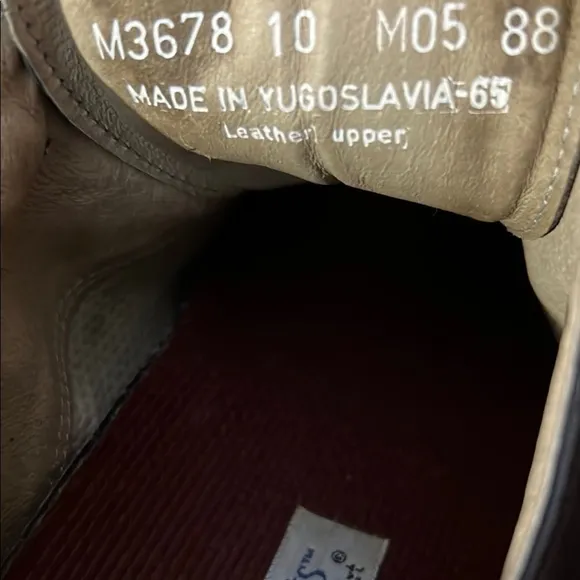 M3678 10 M05 88
MADE IN YUGOSLAVIA-65
Leather upper